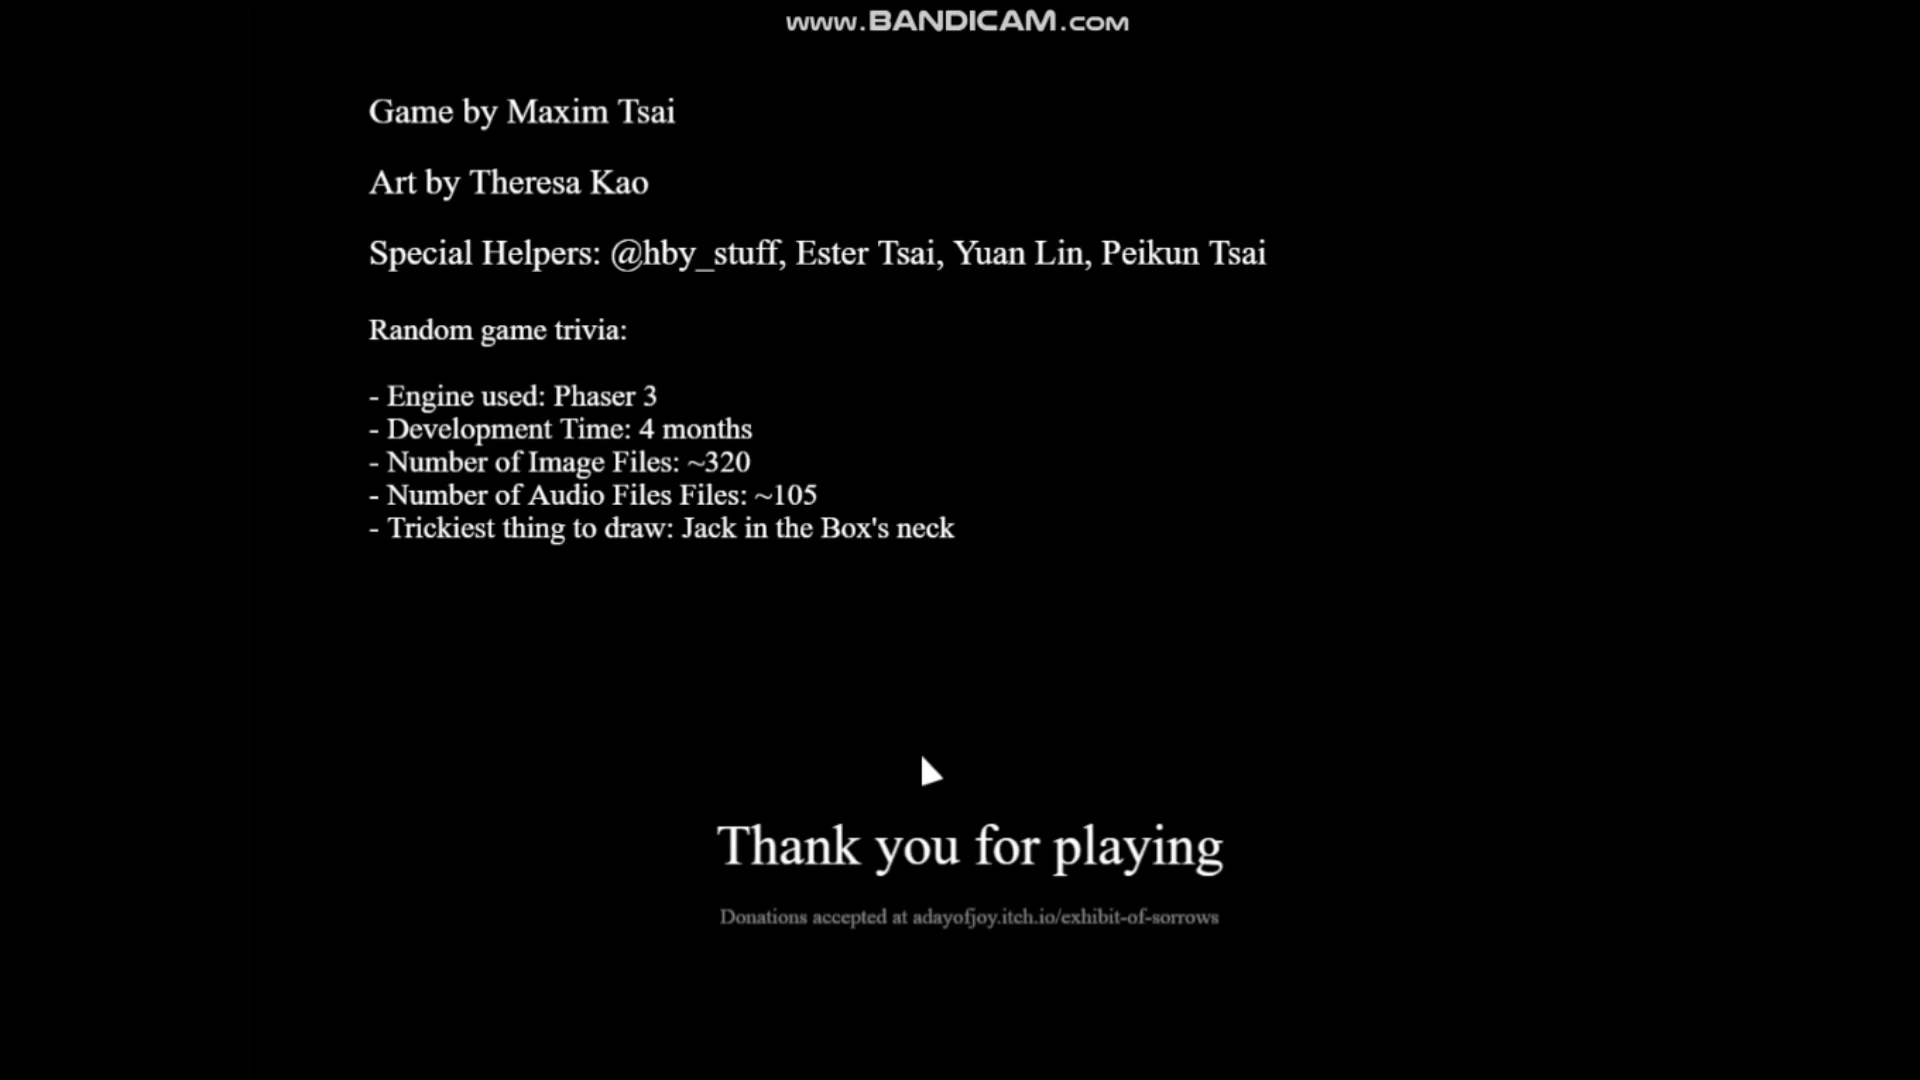 www.BANDICAM.com
Game by Maxim Tsai
Art by Theresa Kao
Special Helpers: @hby_stuff, Ester Tsai, Yuan Lin, Peikun Tsai
Random game trivia:
- Engine used: Phaser 3
- Development Time: 4 months
- Number of Image Files: ~320
- Number of Audio Files Files: ~105
- Trickiest thing to draw: Jack in the Box's neck
Thank you for playing
Donations accepted at adayofjoy.itch.io/exhibit-of-sorrows